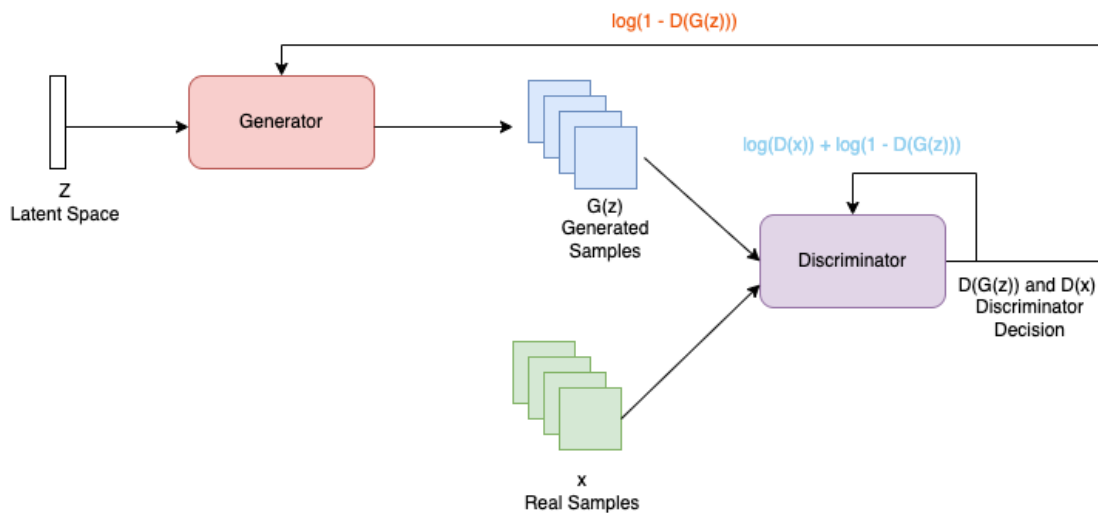 log(1 - D(G(z)))
Generator
Z
Latent Space
G(z)
Generated
Samples
log(D(x)) + log(1 - D(G(z)))
Discriminator
D(G(z)) and D(x)
Discriminator
Decision
x
Real Samples